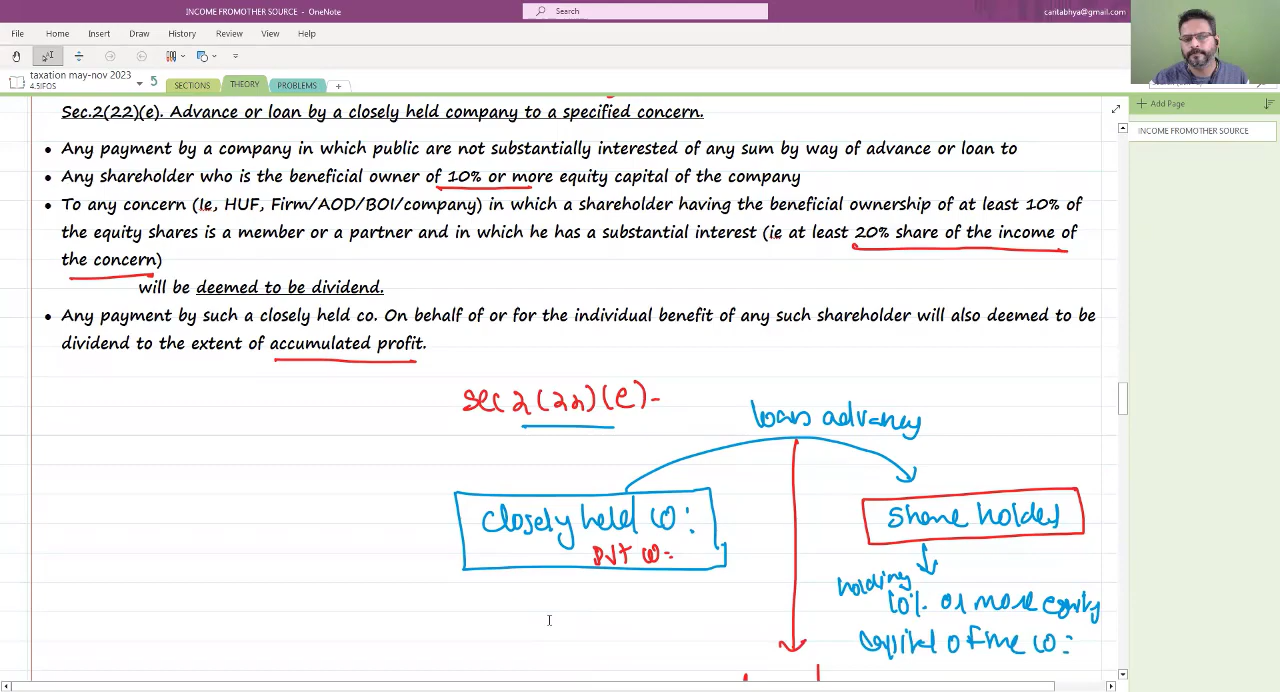 INCOME FROMOTHER SOURCE - OneNote
Search
cantabhya@gmail.com
File Home Insert Draw History Review View Help
taxation may-nov 2023
4.5IFOS
5
SECTIONS THEORY PROBLEMS +
Add Page
INCOME FROMOTHER SOURCE
Sec.2(22)(e). Advance or loan by a closely held company to a specified concern.
• Any payment by a company in which public are not substantially interested of any sum by way of advance or loan to
• Any shareholder who is the beneficial owner of 10% or more equity capital of the company
• To any concern (Ie, HUF, Firm/AOD/BOI/company) in which a shareholder having the beneficial ownership of at least 10% of
the equity shares is a member or a partner and in which he has a substantial interest (ie at least 20% share of the income of
the concern)
will be deemed to be dividend.
• Any payment by such a closely held co. On behalf of or for the individual benefit of any such shareholder will also deemed to be
dividend to the extent of accumulated profit.
sec 2(22)(e)-
loans advancy
closely held co:
pvt co:
share holder
holding
10% or more equity
capital of the co: